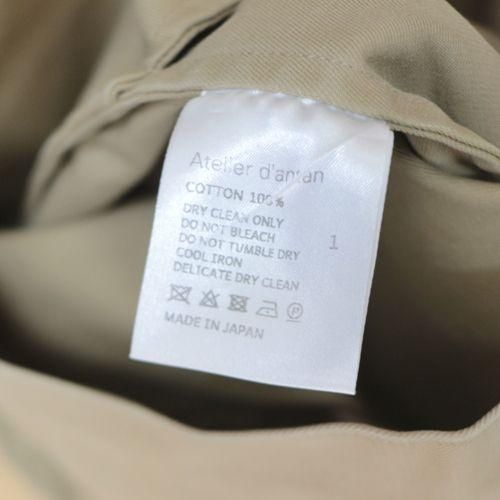 Atelier d'antan
COTTON 100%
DRY CLEAN ONLY
DO NOT BLEACH
DO NOT TUMBLE DRY
COOL IRON
DELICATE DRY CLEAN
1
P
MADE IN JAPAN